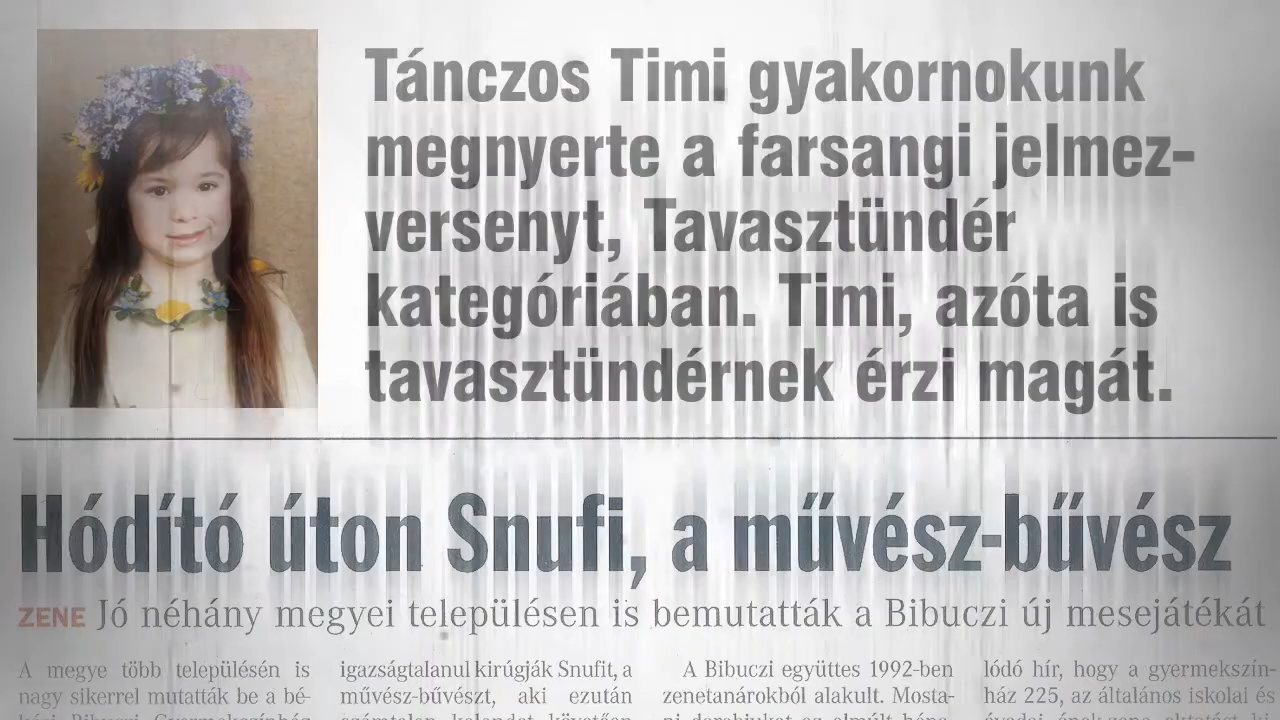 Tánczos Timi gyakornokunk
megnyerte a farsangi jelmez-
versenyt, Tavasztündér
kategóriában. Timi, azóta is
tavasztündérnek érzi magát.
Hódító úton Snufi, a művész-bűvész
ZENE Jó néhány megyei településen is bemutatták a Bibuczi új mesejátékát
A megye több településén is
nagy sikerrel mutatták be a bé-
igazságtalanul kirúgják Snufit, a
művész-bűvészt, aki ezután
A Bibuczi együttes 1992-ben
zenetanárokból alakult. Mosta-
lódó hír, hogy a gyermekszín-
ház 225, az általános iskolai és